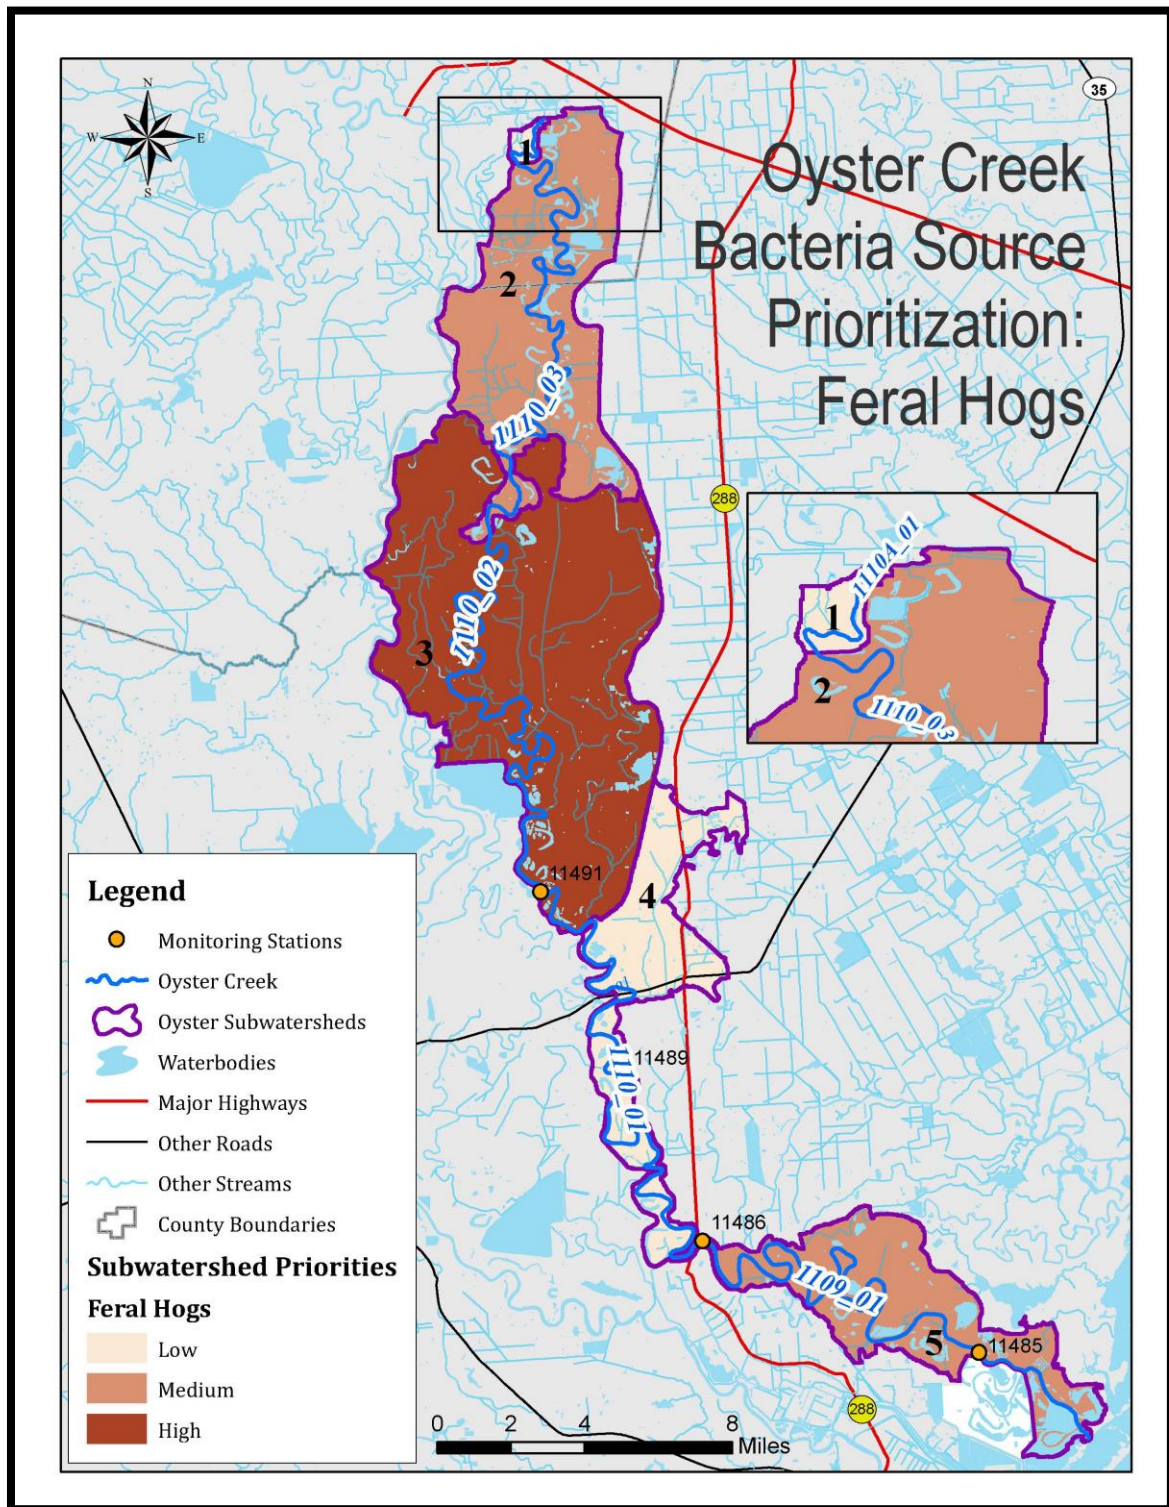 N
W E
S
35
Oyster Creek
Bacteria Source
Prioritization:
Feral Hogs
1
2
1110_03
288
1110A_01
1
2
1110_03
1110_02
3
11491
4
11489
1110_01
11486
1109_01
5
11485
288
Legend
Monitoring Stations
Oyster Creek
Oyster Subwatersheds
Waterbodies
Major Highways
Other Roads
Other Streams
County Boundaries
Subwatershed Priorities
Feral Hogs
Low
Medium
High
0 2 4 8
Miles